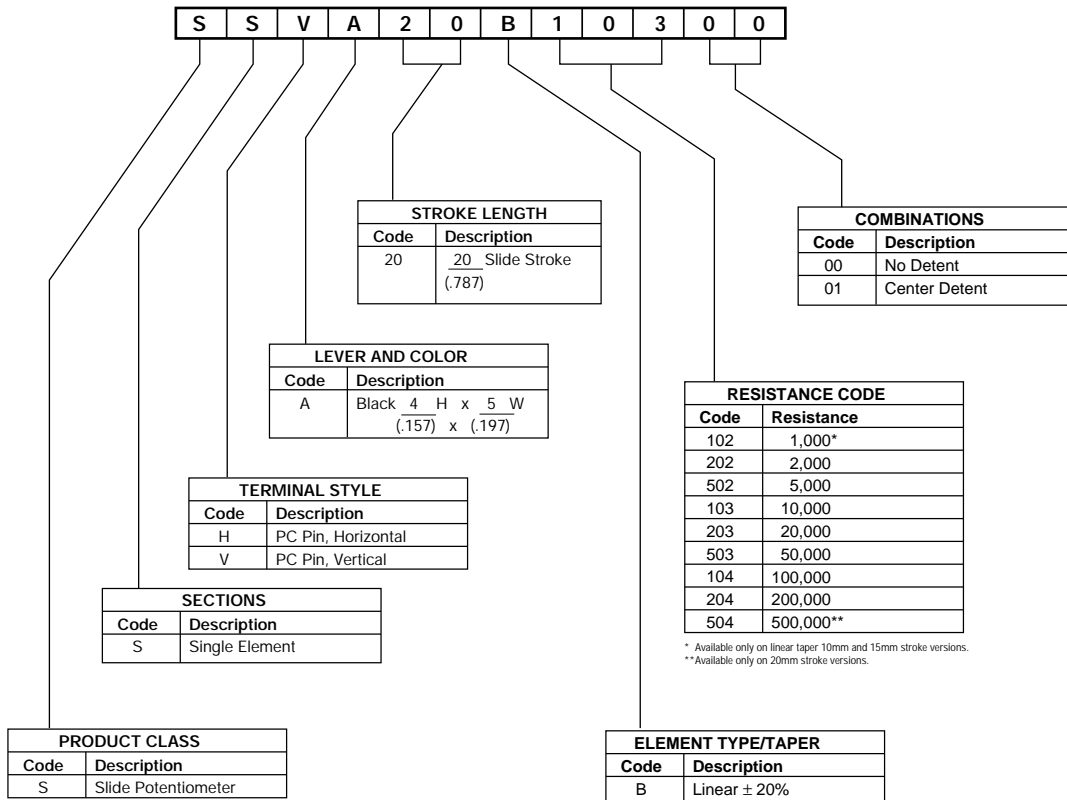 S S V A 2 0 B 1 0 3 0 0
STROKE LENGTH
Code Description
20 20 Slide Stroke
(.787)
COMBINATIONS
Code Description
00 No Detent
01 Center Detent
LEVER AND COLOR
Code Description
A Black 4 H x 5 W
(.157) x (.197)
RESISTANCE CODE
Code Resistance
102 1,000*
202 2,000
502 5,000
103 10,000
203 20,000
503 50,000
104 100,000
204 200,000
504 500,000**
* Available only on linear taper 10mm and 15mm stroke versions.
**Available only on 20mm stroke versions.
TERMINAL STYLE
Code Description
H PC Pin, Horizontal
V PC Pin, Vertical
SECTIONS
Code Description
S Single Element
PRODUCT CLASS
Code Description
S Slide Potentiometer
ELEMENT TYPE/TAPER
Code Description
B Linear ± 20%